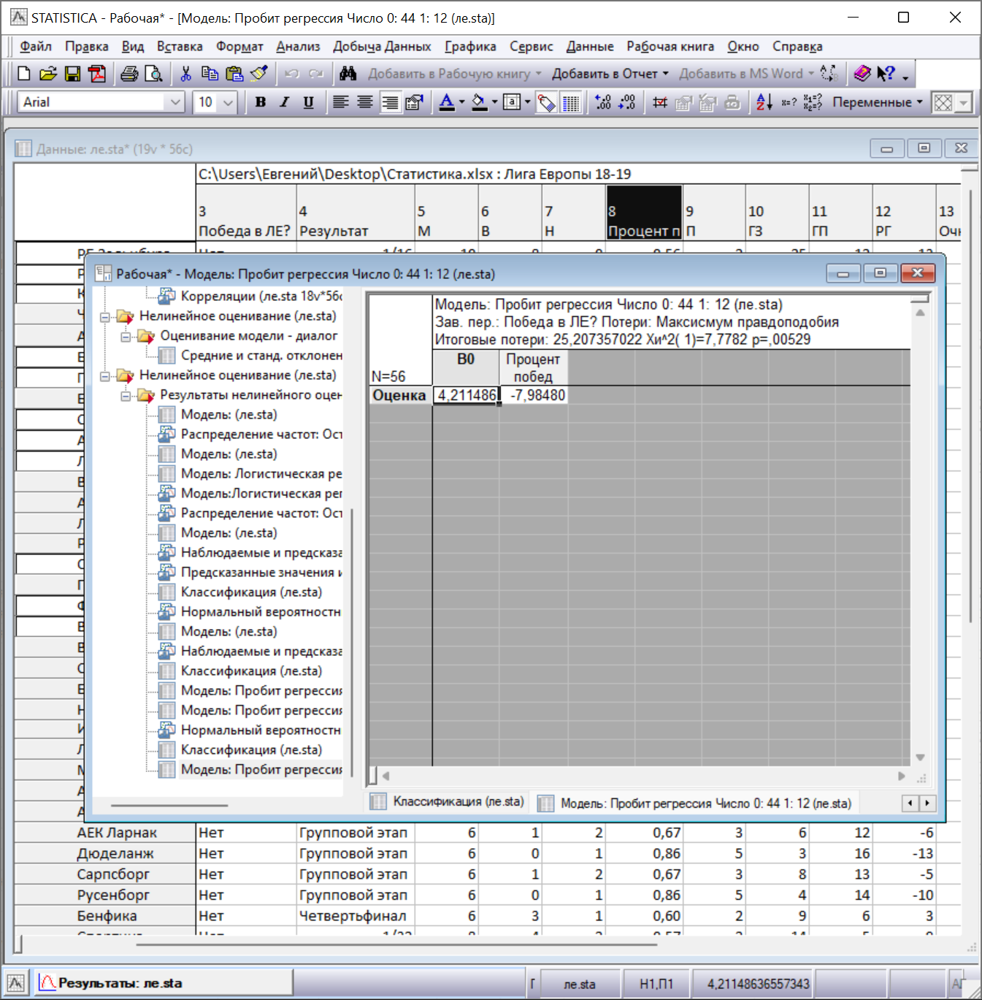 STATISTICA - Рабочая* - [Модель: Пробит регрессия Число 0: 44 1: 12 (ле.sta)]
Файл Правка Вид Вставка Формат Анализ Добыча Данных Графика Сервис Данные Рабочая книга Окно Справка
Добавить в Рабочую книгу Добавить в Отчет Добавить в MS Word
Arial 10 B I U Переменные
Данные: ле.sta* (19v * 56c)
C:\Users\Евгений\Desktop\Статистика.xlsx : Лига Европы 18-19
3 4 5 6 7 8 9 10 11 12 13
Победа в ЛЕ? Результат М В Н Процент п П ГЗ ГП РГ
Рабочая* - Модель: Пробит регрессия Число 0: 44 1: 12 (ле.sta)
Корреляции (ле.sta 18v*56c
Нелинейное оценивание (ле.sta)
Оценивание модели - диалог
Средние и станд. отклонен
Нелинейное оценивание (ле.sta)
Результаты нелинейного оцен
Модель: (ле.sta)
Распределение частот: Ост
Модель: (ле.sta)
Модель: Логистическая ре
Модель:Логистическая рег
Распределение частот: Ост
Модель: (ле.sta)
Наблюдаемые и предсказа
Предсказанные значения и
Классификация (ле.sta)
Нормальный вероятностн
Модель: (ле.sta)
Наблюдаемые и предсказа
Классификация (ле.sta)
Модель: Пробит регрессия
Модель: Пробит регрессия
Нормальный вероятностн
Классификация (ле.sta)
Модель: Пробит регрессия
Модель: Пробит регрессия Число 0: 44 1: 12 (ле.sta)
Зав. пер.: Победа в ЛЕ? Потери: Максисмум правдоподобия
Итоговые потери: 25,207357022 Хи^2( 1)=7,7782 p=,00529
B0 Процент
N=56 побед
Оценка 4,211486 -7,98480
Классификация (ле.sta) Модель: Пробит регрессия Число 0: 44 1: 12 (ле.sta)
АЕК Ларнак Нет Групповой этап 6 1 2 0,67 3 6 12 -6
Дюделанж Нет Групповой этап 6 0 1 0,86 5 3 16 -13
Сарпсборг Нет Групповой этап 6 1 2 0,67 3 8 13 -5
Русенборг Нет Групповой этап 6 0 1 0,86 5 4 14 -10
Бенфика Нет Четвертьфинал 6 3 1 0,60 2 9 6 3
Результаты: ле.sta ле.sta Н1,П1 4,21148636557343